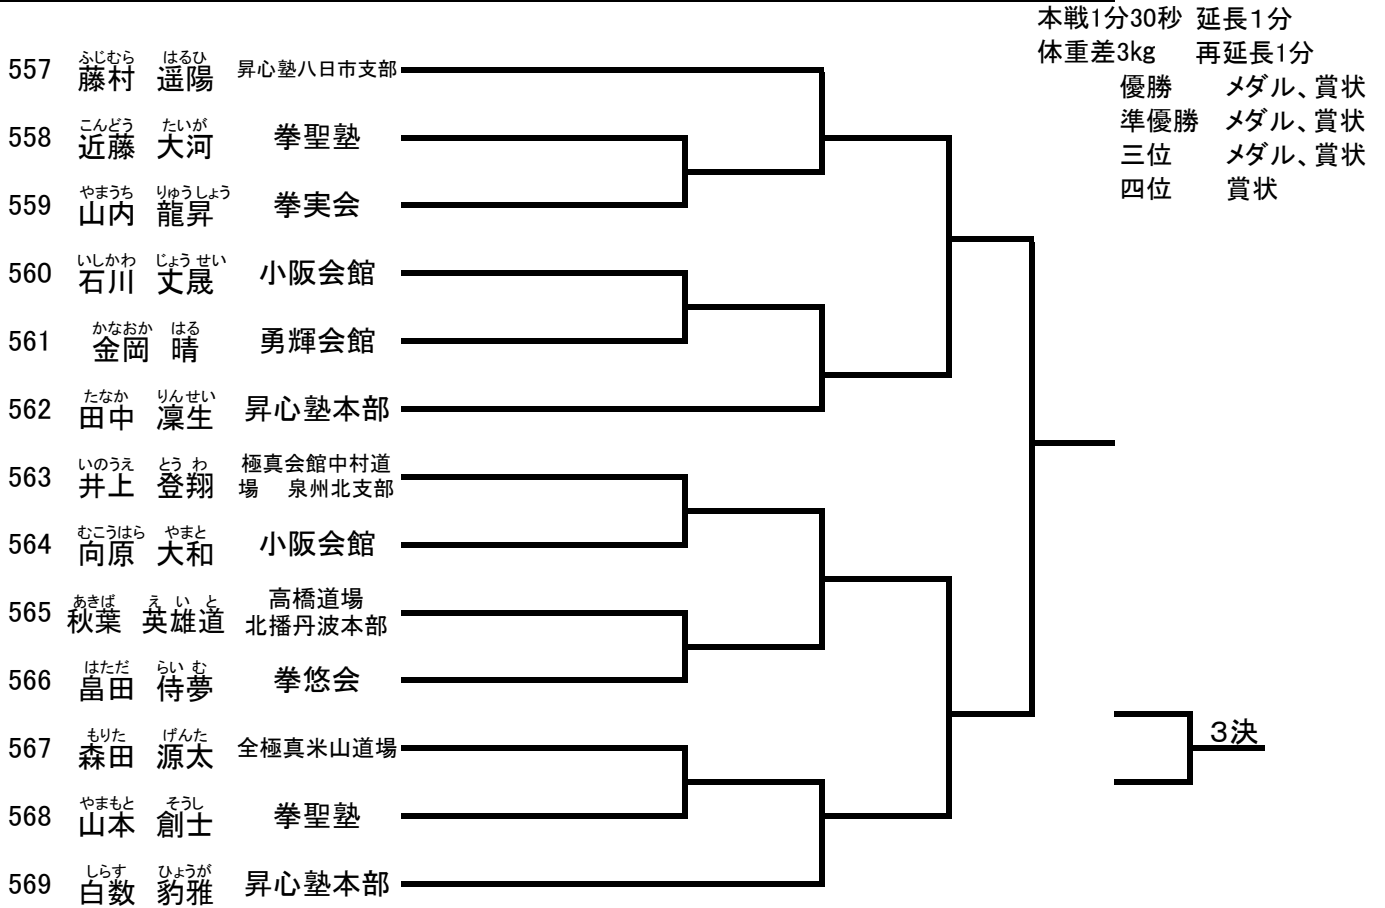 本戦1分30秒 延長１分
体重差3kg 再延長1分
優勝 メダル、賞状
準優勝 メダル、賞状
三位 メダル、賞状
四位 賞状
ふじむら はるひ
557 藤村 遥陽 昇心塾八日市支部
こんどう たいが
558 近藤 大河 拳聖塾
やまうち りゅうしょう
559 山内 龍昇 拳実会
いしかわ じょうせい
560 石川 丈晟 小阪会館
かなおか はる
561 金岡 晴 勇輝会館
たなか りんせい
562 田中 凜生 昇心塾本部
いのうえ とうわ
563 井上 登翔 極真会館中村道
場 泉州北支部
むこうはら やまと
564 向原 大和 小阪会館
あきば えいと
565 秋葉 英雄道 高橋道場
北播丹波本部
はただ らいむ
566 畠田 侍夢 拳悠会
もりた げんた
567 森田 源太 全極真米山道場
やまもと そうし
568 山本 創士 拳聖塾
しらす ひょうが
569 白数 豹雅 昇心塾本部
３決